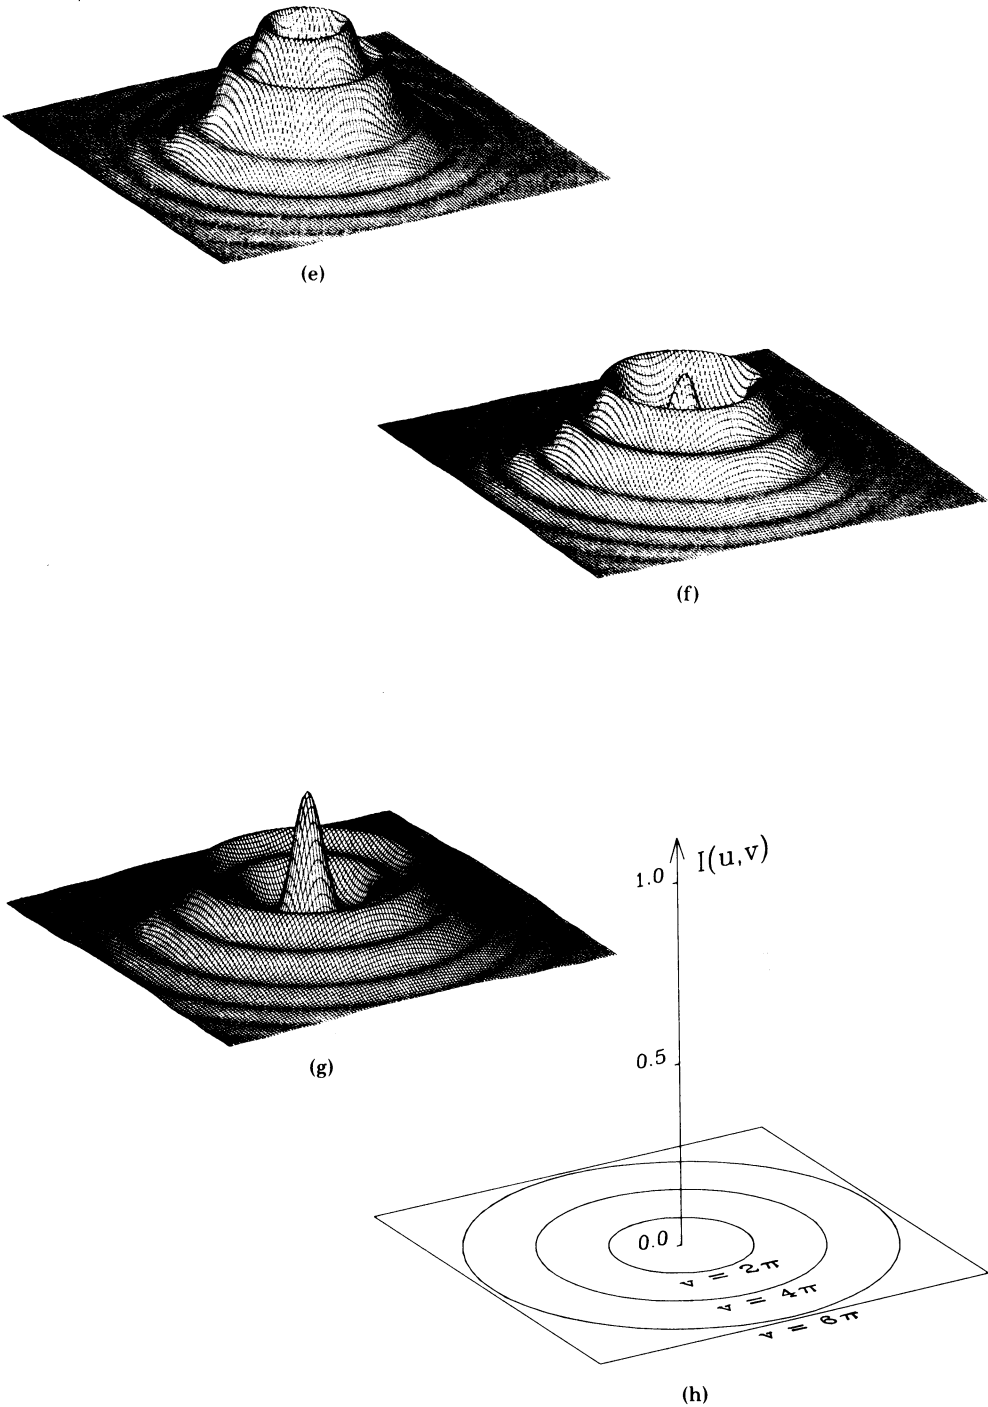 (e)
(f)
(g)
I(u,v)
1.0
0.5
0.0
v = 2π
v = 4π
v = 6π
(h)